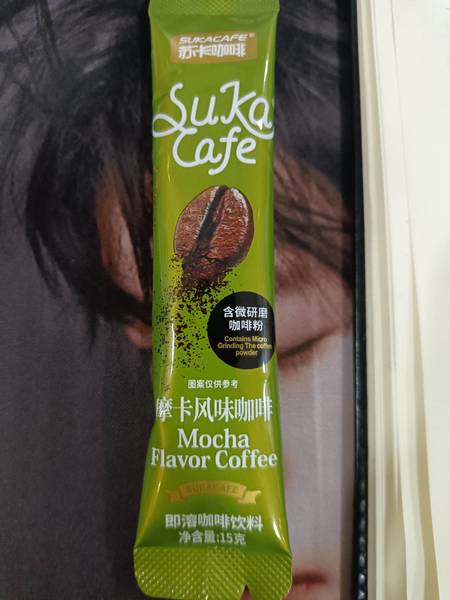 SUKACAFE®
苏卡咖啡
Suka
Cafe
含微研磨
咖啡粉
Contains Micro
Grinding The coffee
powder
图案仅供参考
摩卡风味咖啡
Mocha
Flavor Coffee
SUKACAFE
即溶咖啡饮料
净含量:15克